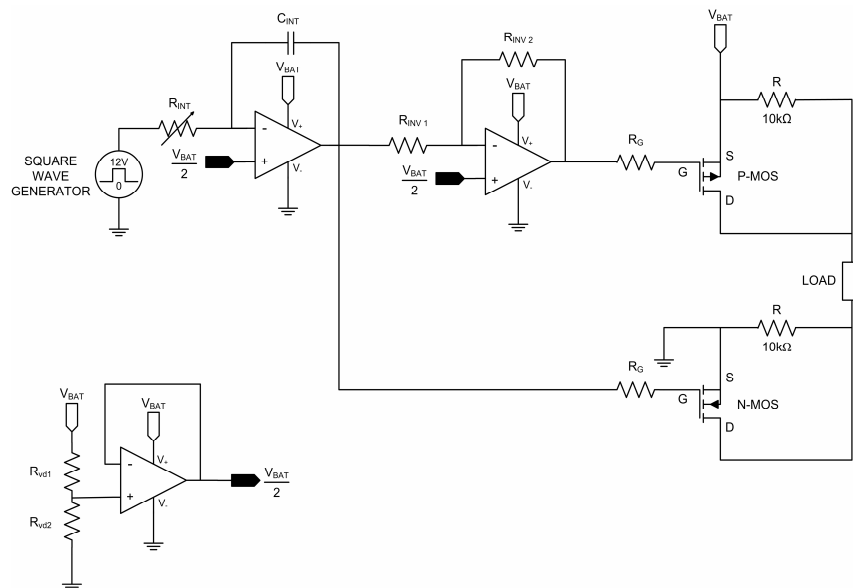 C_INT
V_BAT
V_BAT
R_INV 2
V_BAT
R_INT
R
10kΩ
R_INV 1
V+
V+
-
-
SQUARE
WAVE
GENERATOR
12V
0
V_BAT
2
+
V-
V_BAT
2
+
V-
R_G
S
G
P-MOS
D
LOAD
R
10kΩ
R_G
S
G
N-MOS
D
V_BAT
V_BAT
V+
-
R_vd1
+
V_BAT
2
V-
R_vd2